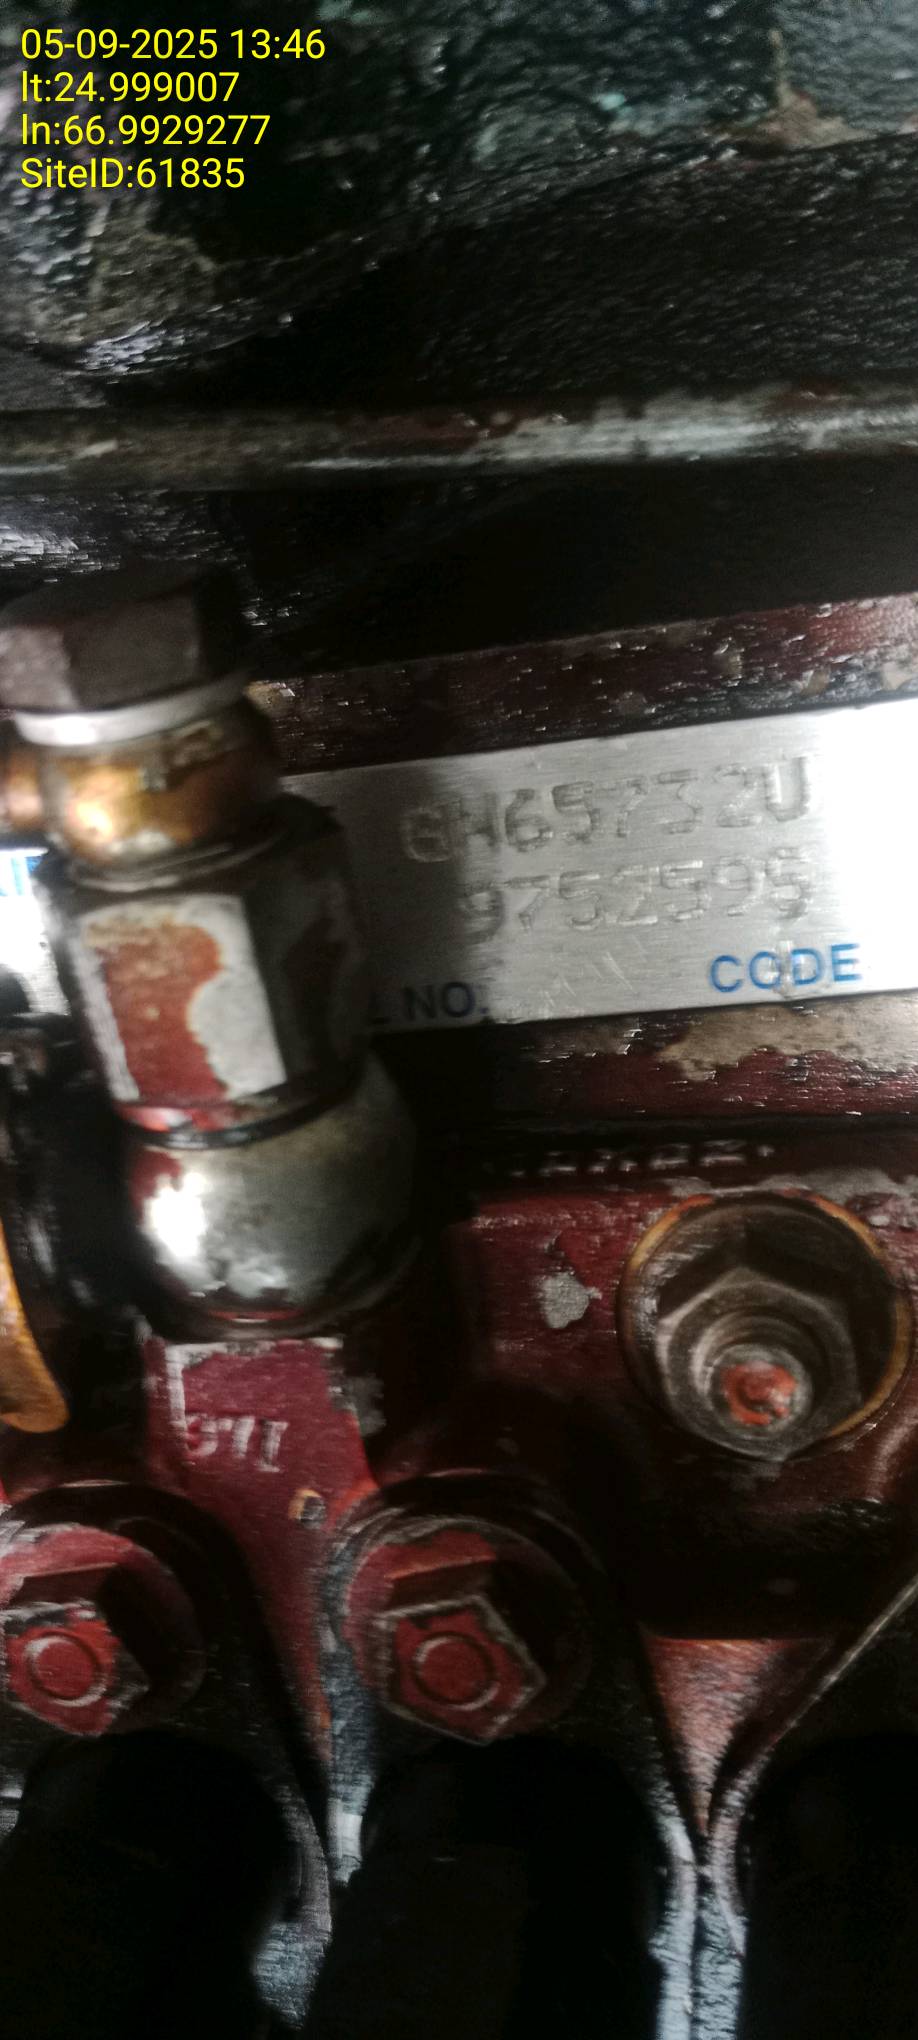 05-09-2025 13:46
lt:24.999007
ln:66.9929277
SiteID:61835
GH65732U
9752595
L NO.
CODE